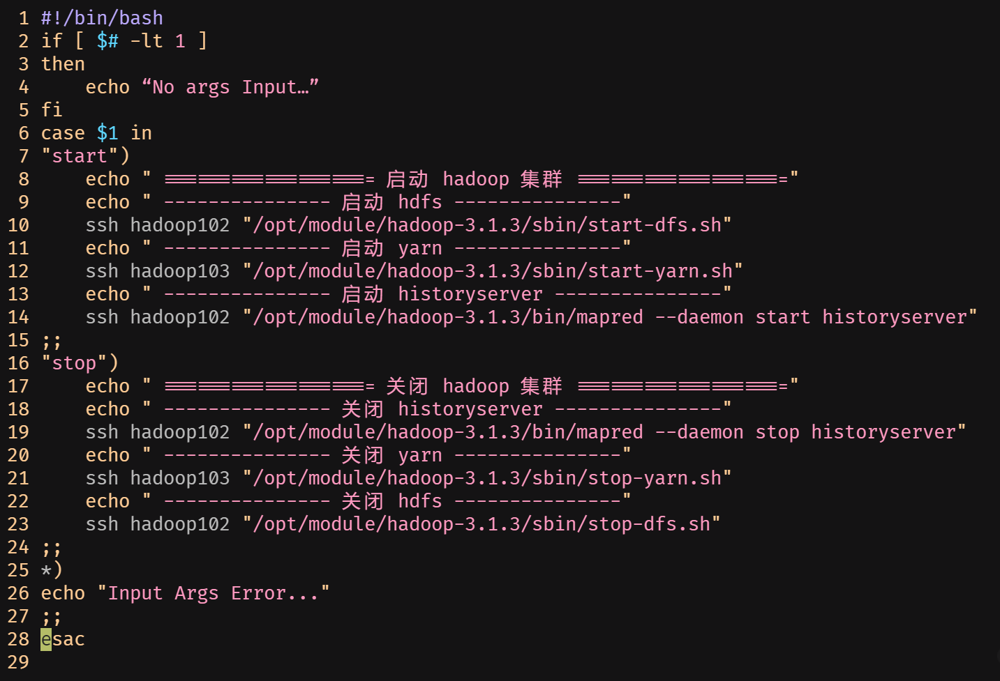 1 #!/bin/bash
2 if [ $# -lt 1 ]
3 then
4     echo “No args Input…”
5 fi
6 case $1 in
7 "start")
8     echo " =================== 启动 hadoop 集群 ==================="
9     echo " --------------- 启动 hdfs ---------------"
10     ssh hadoop102 "/opt/module/hadoop-3.1.3/sbin/start-dfs.sh"
11     echo " --------------- 启动 yarn ---------------"
12     ssh hadoop103 "/opt/module/hadoop-3.1.3/sbin/start-yarn.sh"
13     echo " --------------- 启动 historyserver ---------------"
14     ssh hadoop102 "/opt/module/hadoop-3.1.3/bin/mapred --daemon start historyserver"
15 ;;
16 "stop")
17     echo " =================== 关闭 hadoop 集群 ==================="
18     echo " --------------- 关闭 historyserver ---------------"
19     ssh hadoop102 "/opt/module/hadoop-3.1.3/bin/mapred --daemon stop historyserver"
20     echo " --------------- 关闭 yarn ---------------"
21     ssh hadoop103 "/opt/module/hadoop-3.1.3/sbin/stop-yarn.sh"
22     echo " --------------- 关闭 hdfs ---------------"
23     ssh hadoop102 "/opt/module/hadoop-3.1.3/sbin/stop-dfs.sh"
24 ;;
25 *)
26 echo "Input Args Error..."
27 ;;
28 esac
29